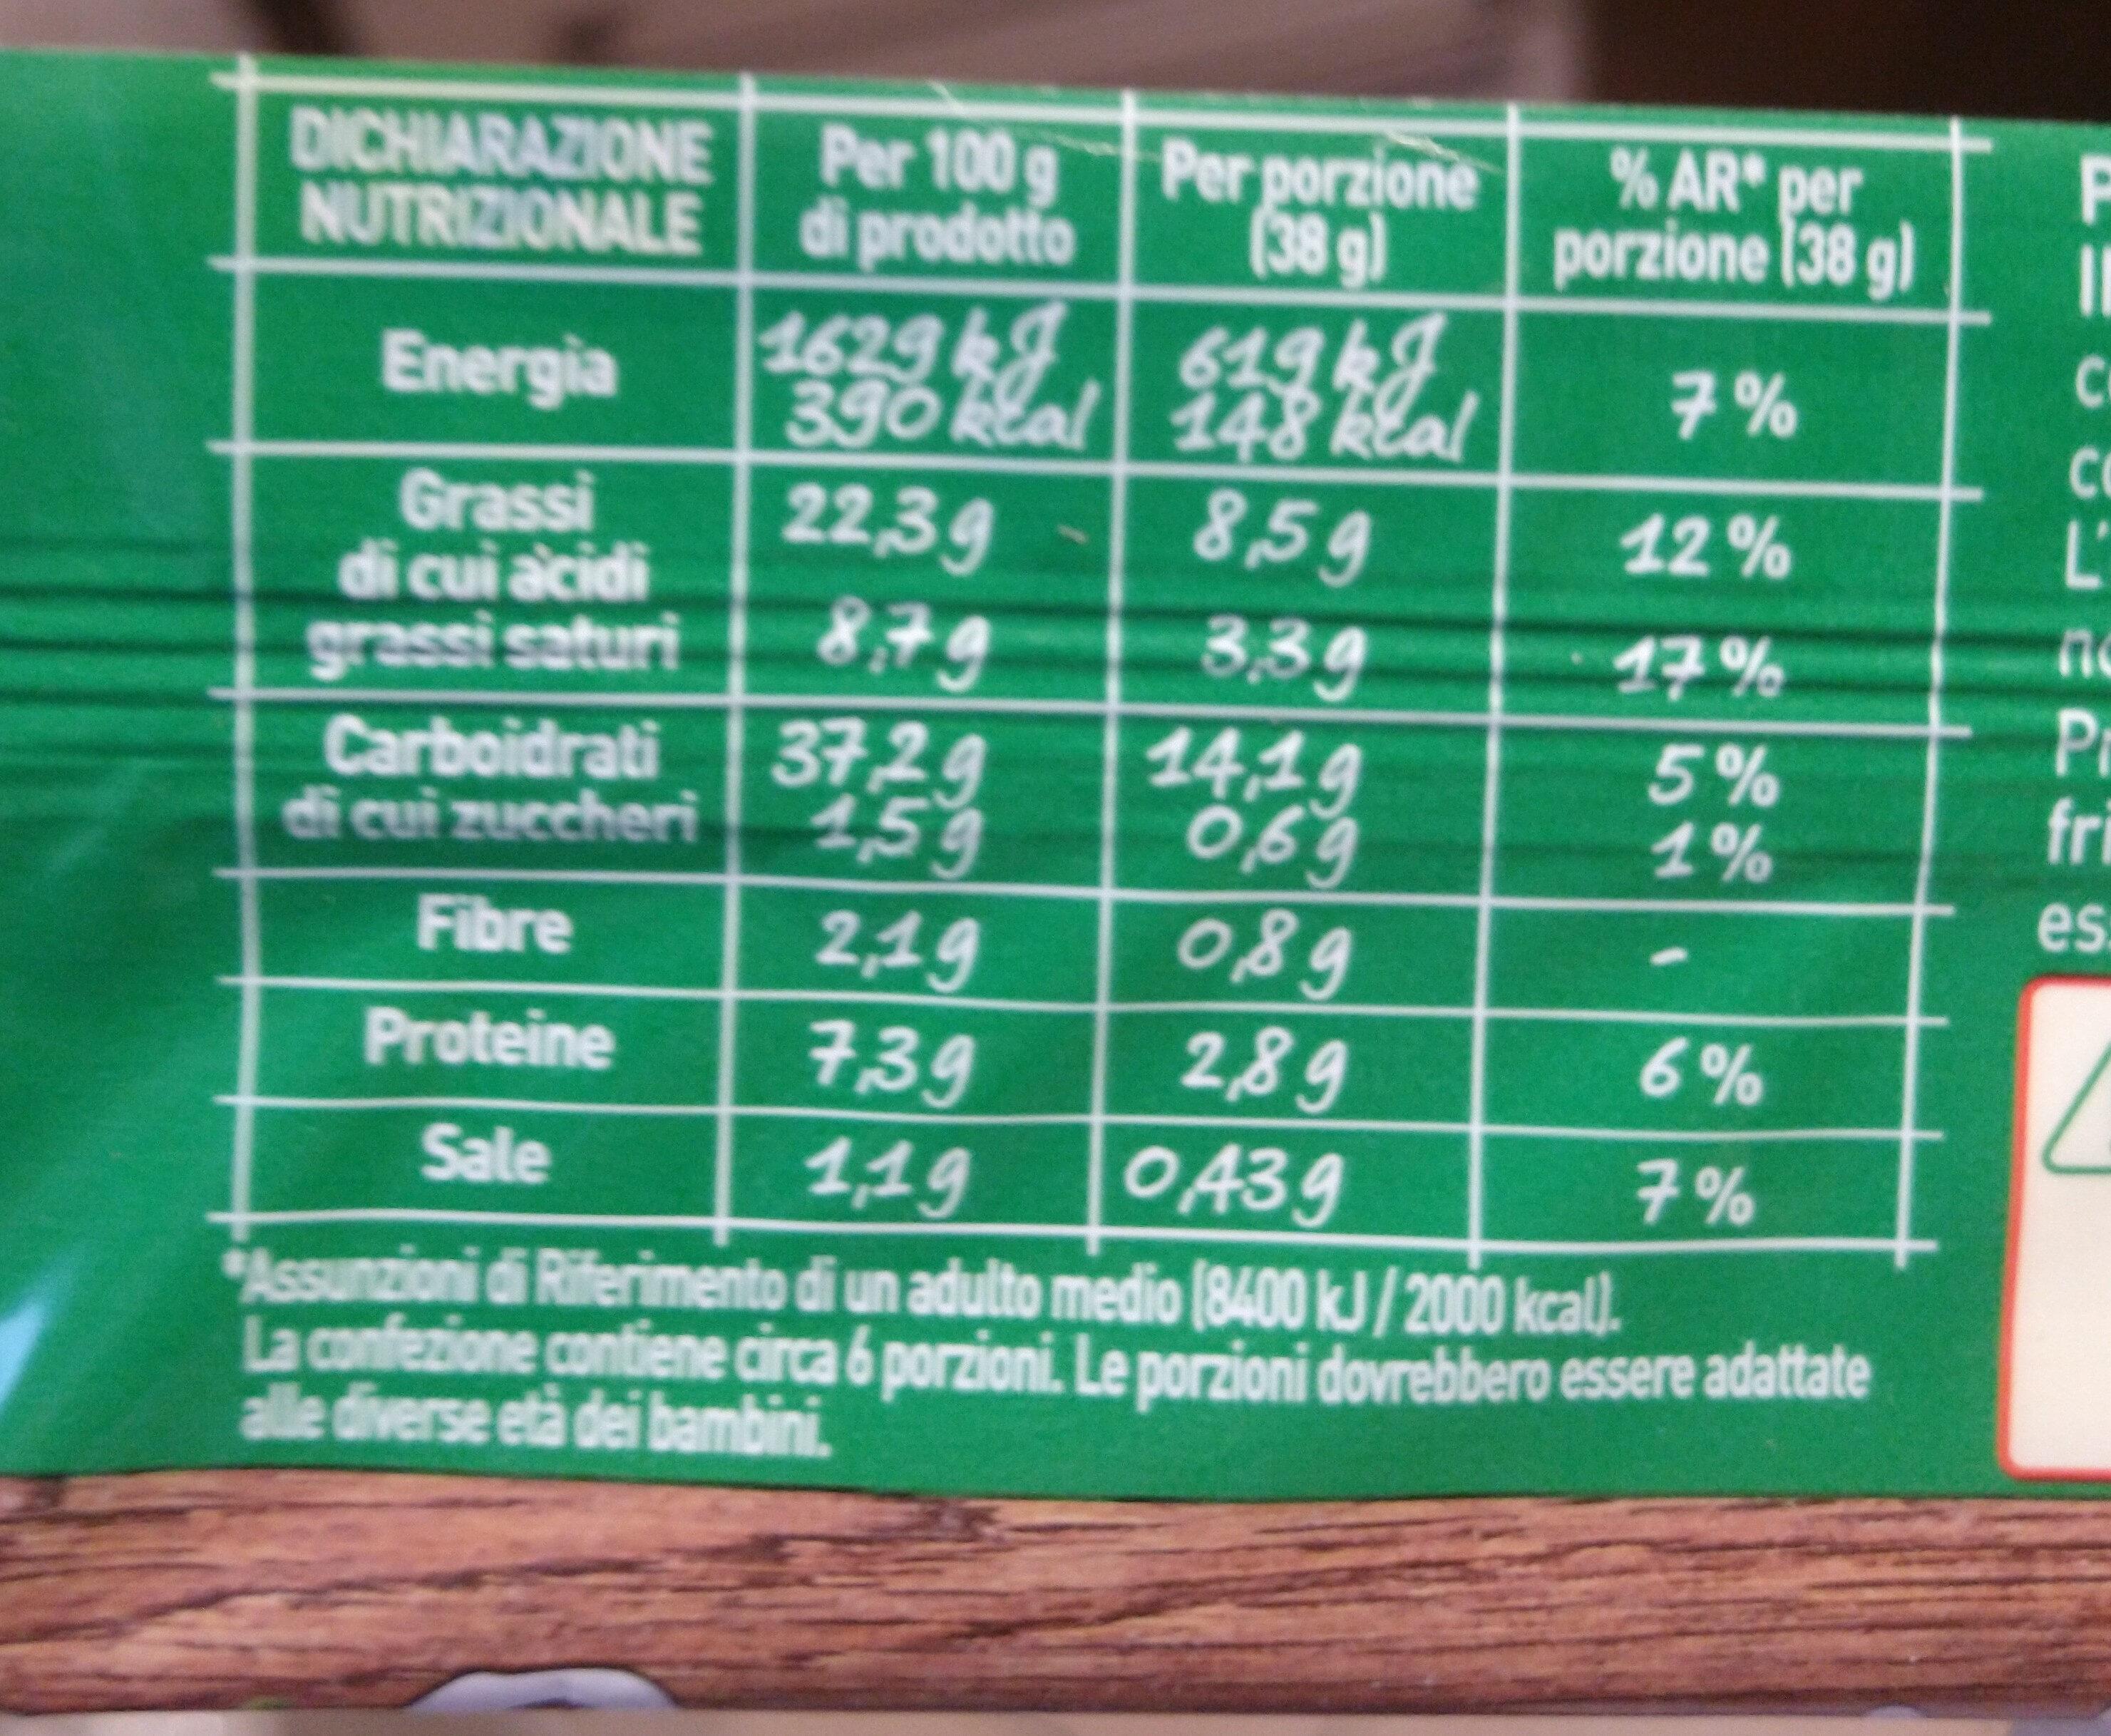 DICHIARAZIONE
NUTRIZIONALE
Per 100 g
di prodotto
Per porzione
(38 g)
% AR* per
porzione (38 g)
Energia
1629 kJ
390 kcal
619 kJ
148 kcal
7%
Grassi
22,3 g
8,5 g
12%
di cui acidi
grassi saturi
8,7 g
3,3 g
17%
Carboidrati
37,2 g
14,1 g
5%
di cui zuccheri
1,5 g
0,6 g
1%
Fibre
2,1 g
0,8 g
-
Proteine
7,3 g
2,8 g
6%
Sale
1,1 g
0,43 g
7%
*Assunzioni di Riferimento di un adulto medio (8400 kJ / 2000 kcal).
La confezione contiene circa 6 porzioni. Le porzioni dovrebbero essere adattate
alle diverse età dei bambini.